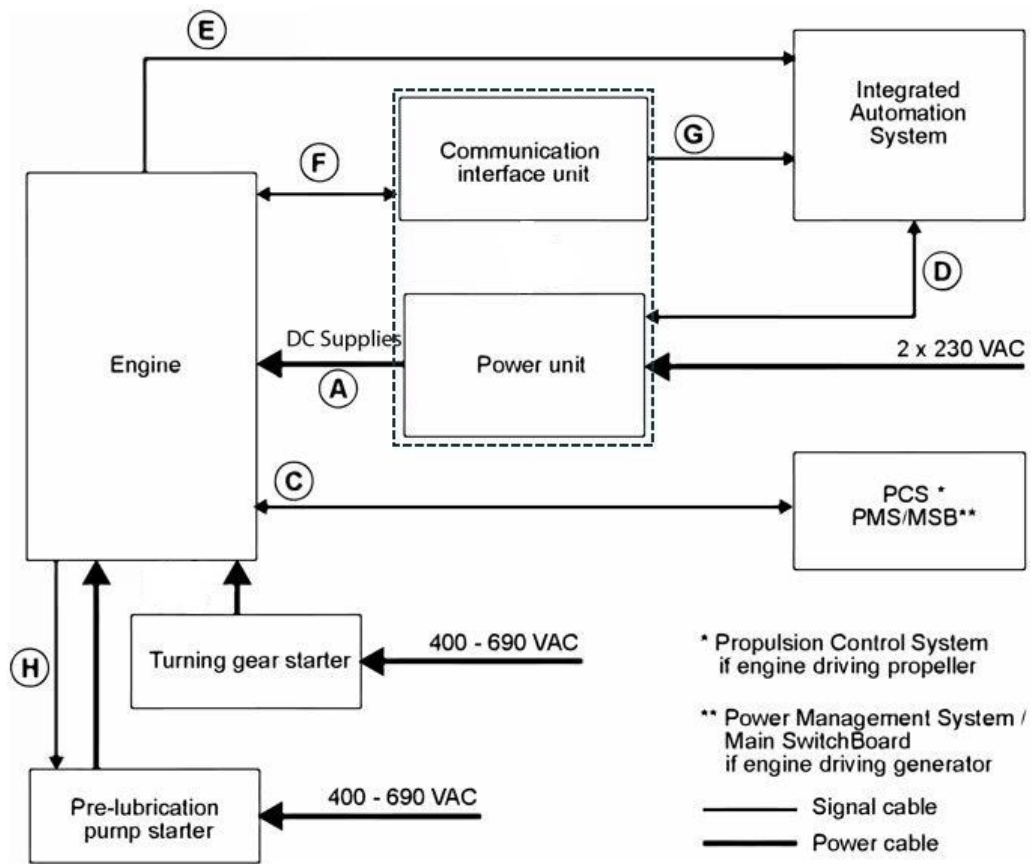 E
Integrated
Automation
System
Communication
interface unit
G
F
D
DC Supplies
2 x 230 VAC
Engine
Power unit
A
C
PCS *
PMS/MSB**
Turning gear starter
400 - 690 VAC
H
* Propulsion Control System
if engine driving propeller
** Power Management System /
Main SwitchBoard
if engine driving generator
Pre-lubrication
pump starter
400 - 690 VAC
Signal cable
Power cable